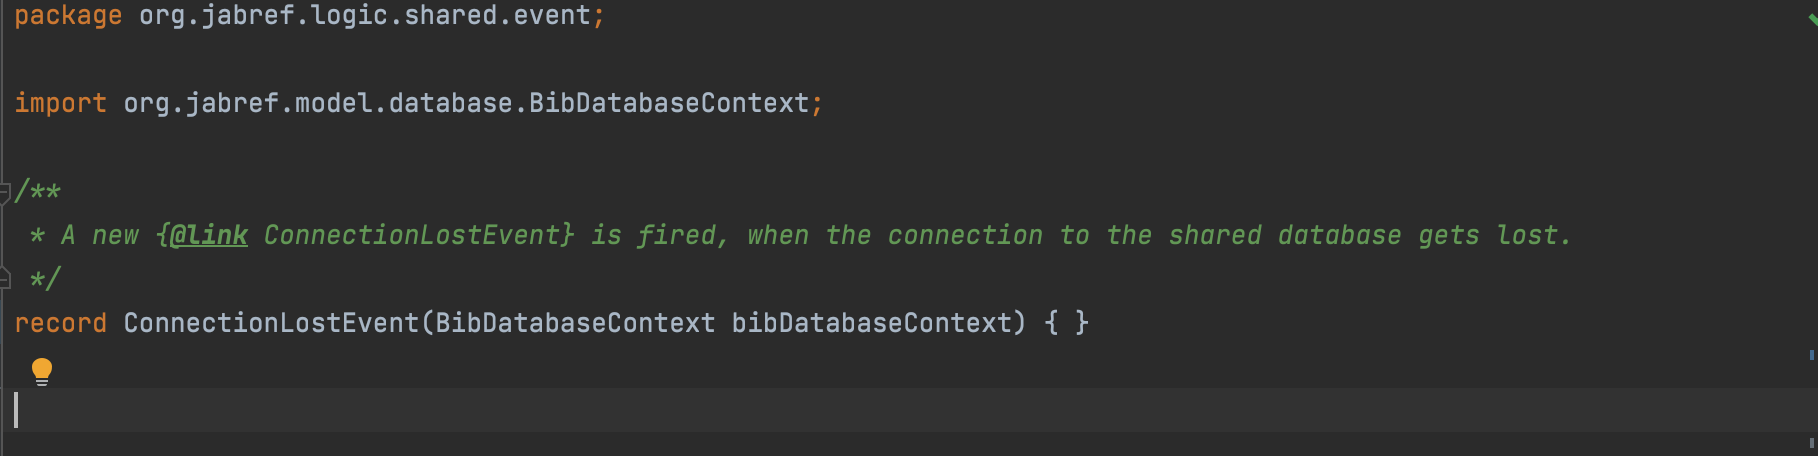 package org.jabref.logic.shared.event;
import org.jabref.model.database.BibDatabaseContext;
/**
 * A new {@link ConnectionLostEvent} is fired, when the connection to the shared database gets lost.
 */
record ConnectionLostEvent(BibDatabaseContext bibDatabaseContext) { }